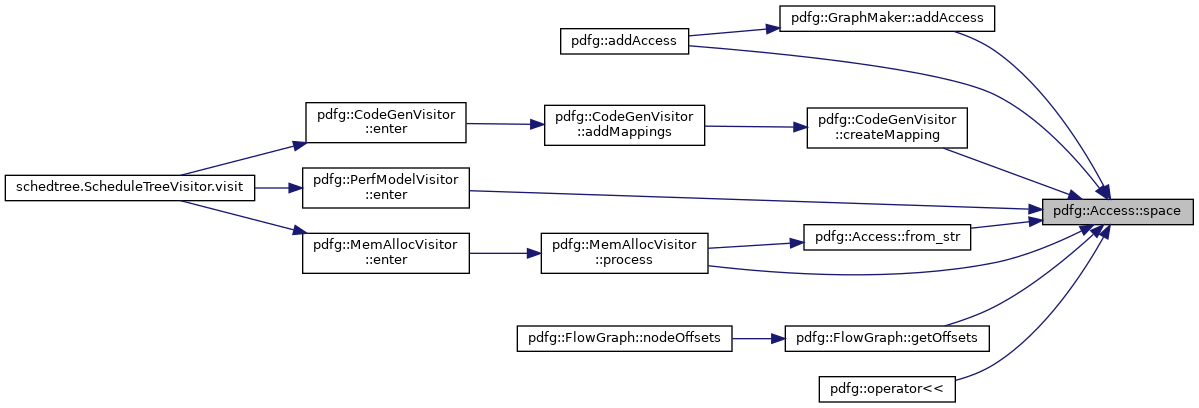 pdfg::GraphMaker::addAccess
pdfg::addAccess
pdfg::CodeGenVisitor
::enter
pdfg::CodeGenVisitor
::addMappings
pdfg::CodeGenVisitor
::createMapping
schedtree.ScheduleTreeVisitor.visit
pdfg::PerfModelVisitor
::enter
pdfg::Access::space
pdfg::MemAllocVisitor
::enter
pdfg::MemAllocVisitor
::process
pdfg::Access::from_str
pdfg::FlowGraph::nodeOffsets
pdfg::FlowGraph::getOffsets
pdfg::operator<<